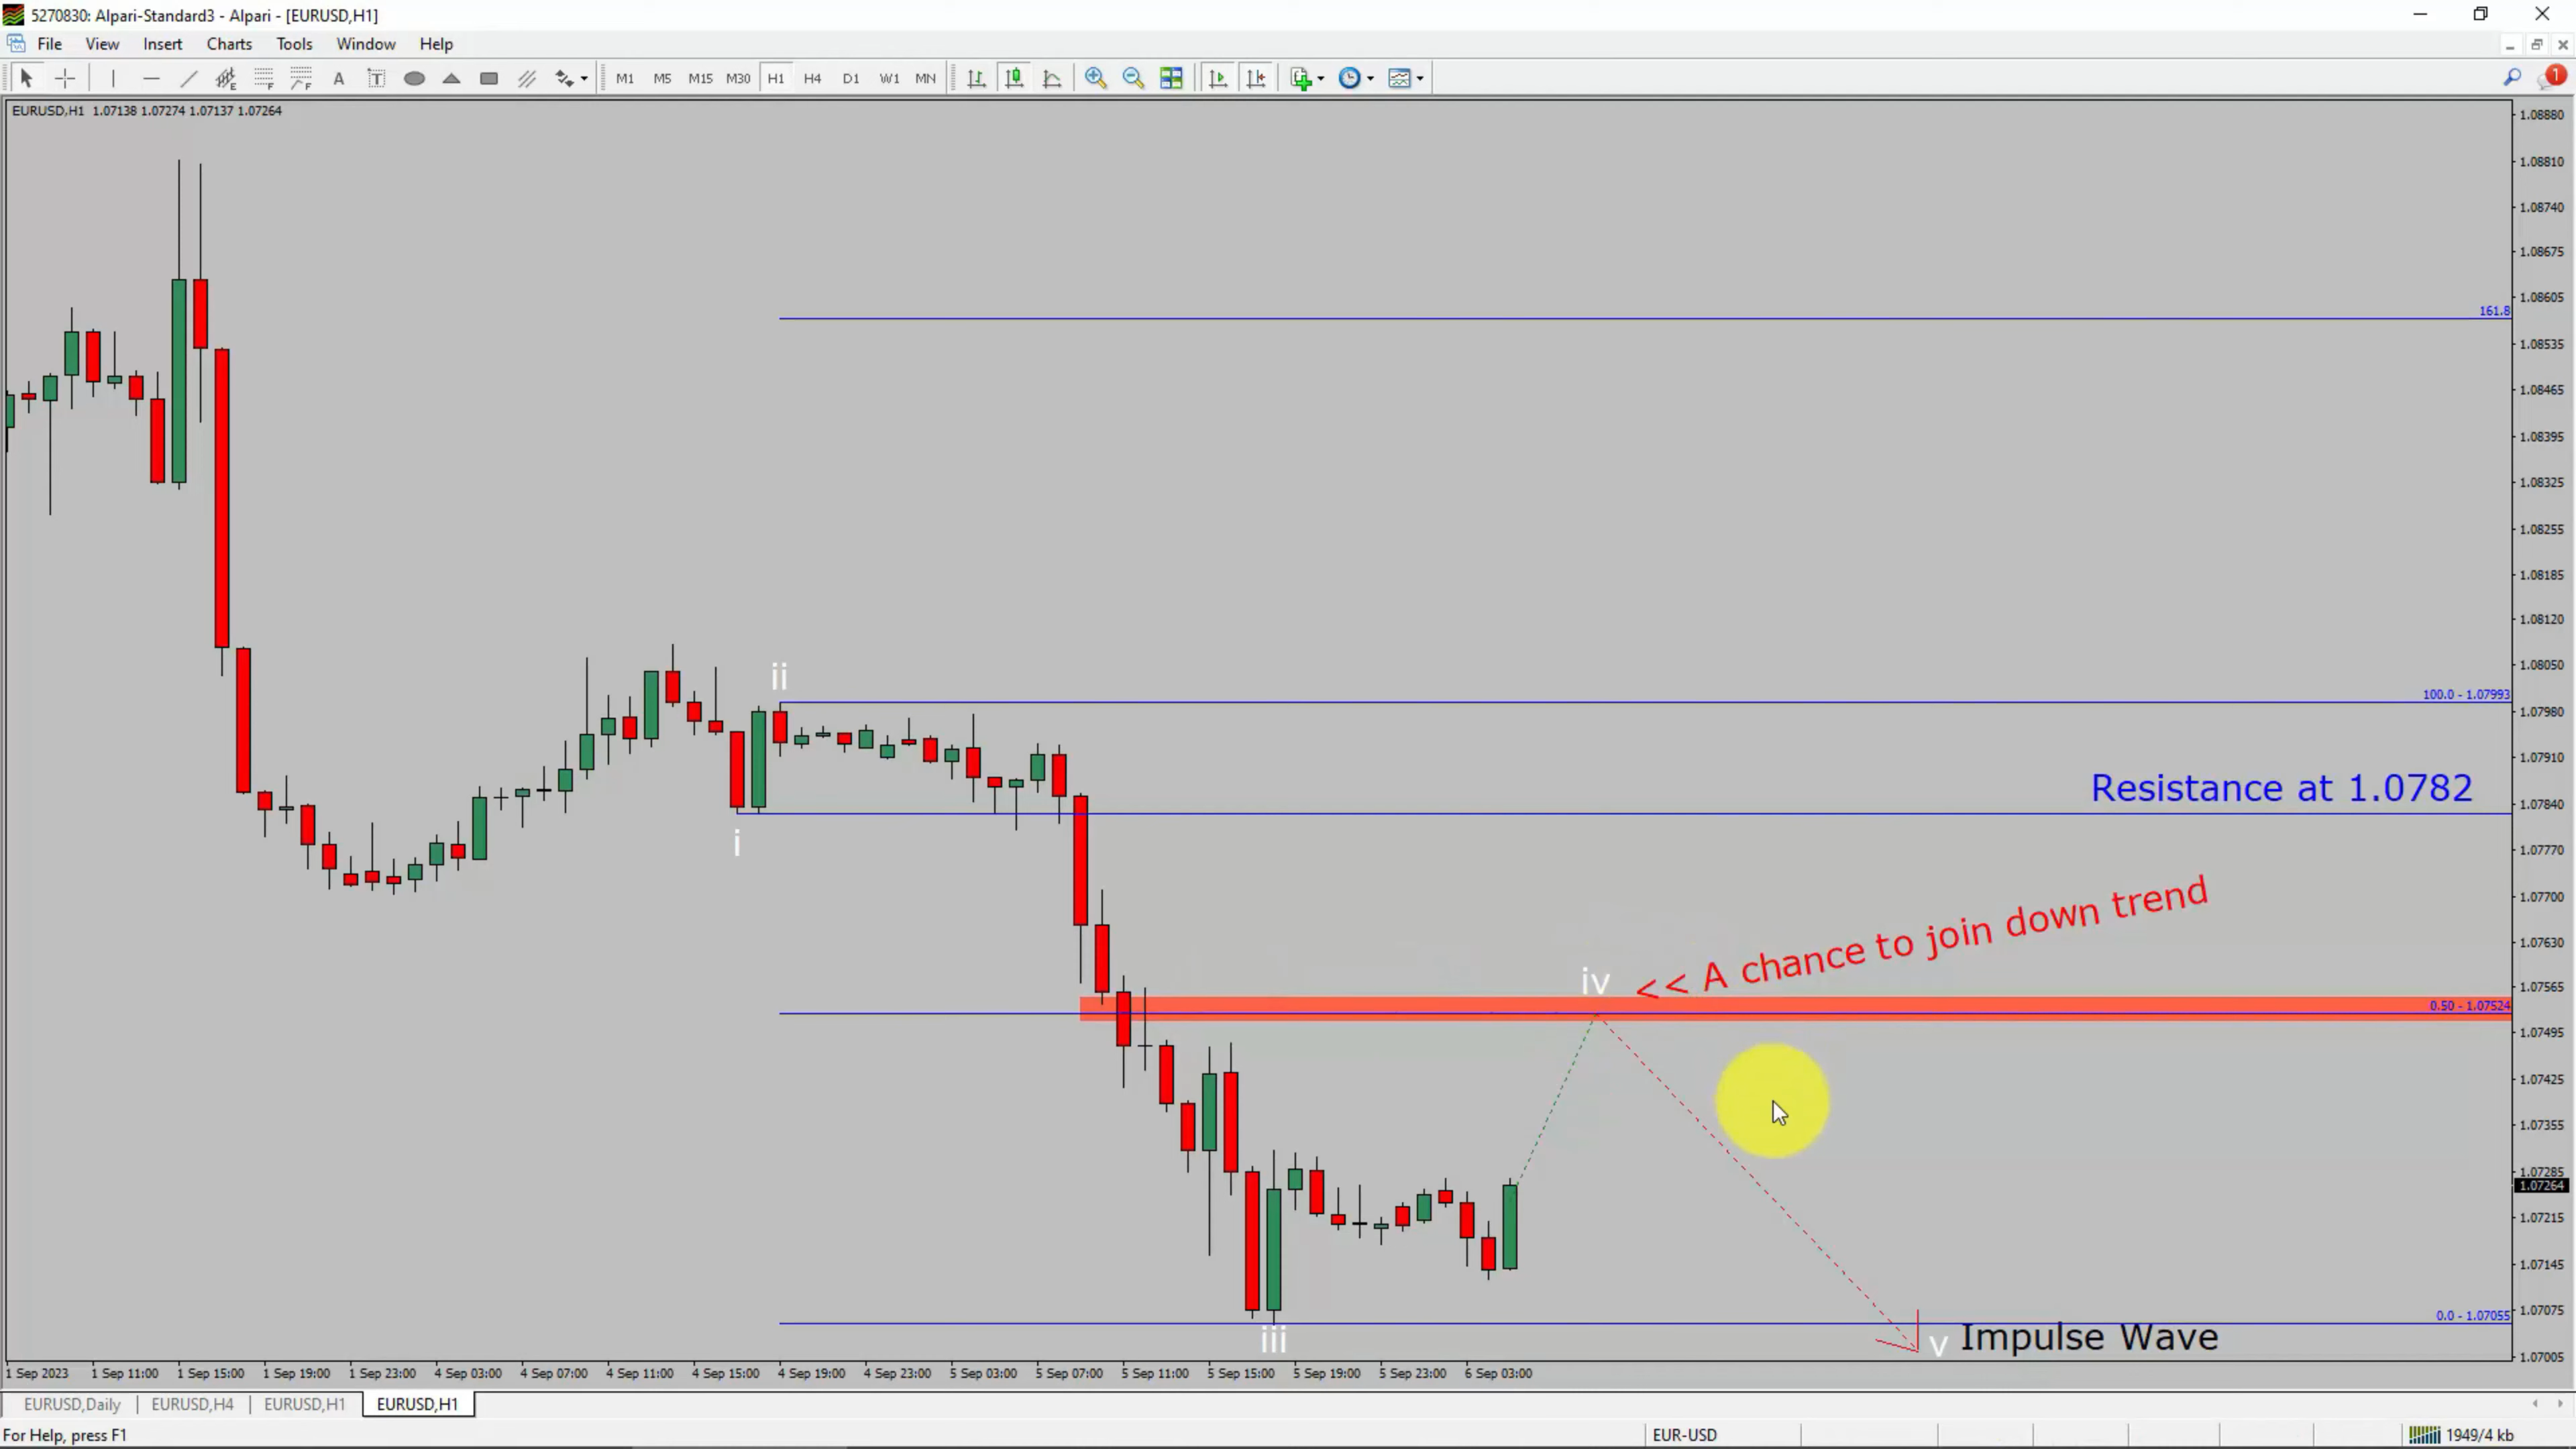 5270830: Alpari-Standard3 - Alpari - [EURUSD,H1]
File View Insert Charts Tools Window Help
A T M1 M5 M15 M30 H1 H4 D1 W1 MN 1
EURUSD,H1 1.07138 1.07274 1.07137 1.07264
1.08880
1.08810
1.08740
1.08675
1.08605
161.8
1.08535
1.08465
1.08395
1.08325
1.08255
1.08185
1.08120
1.08050
ii
100.0 - 1.07993
1.07980
1.07910
Resistance at 1.0782
1.07840
i
1.07770
1.07700
<< A chance to join down trend
1.07630
iv
1.07565
0.50 - 1.07524
1.07495
1.07425
1.07355
1.07285
1.07264
1.07215
1.07145
1.07075
0.0 - 1.07055
iii
v Impulse Wave
1.07005
1 Sep 2023 1 Sep 11:00 1 Sep 15:00 1 Sep 19:00 1 Sep 23:00 4 Sep 03:00 4 Sep 07:00 4 Sep 11:00 4 Sep 15:00 4 Sep 19:00 4 Sep 23:00 5 Sep 03:00 5 Sep 07:00 5 Sep 11:00 5 Sep 15:00 5 Sep 19:00 5 Sep 23:00 6 Sep 03:00
EURUSD,Daily EURUSD,H4 EURUSD,H1 EURUSD,H1
For Help, press F1 EUR-USD 1949/4 kb